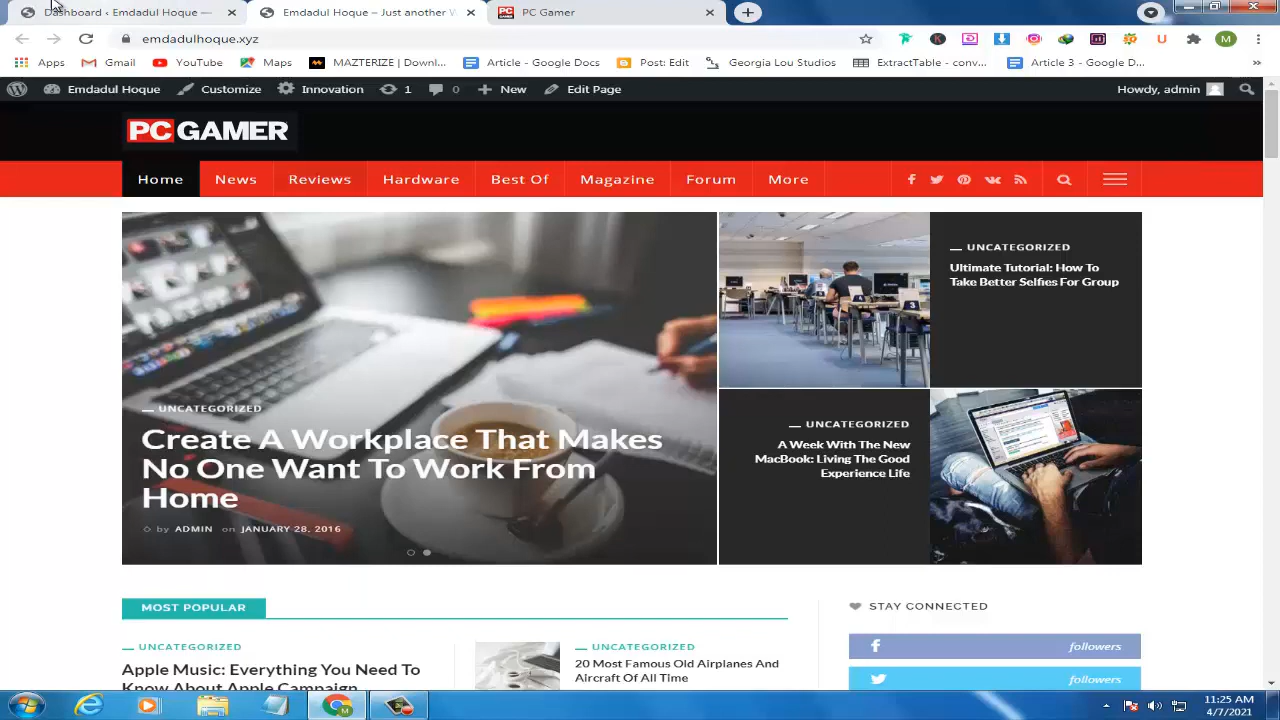 Dashboard ‹ Emdadul Hoque —
Emdadul Hoque – Just another W
PC Gamer
emdadulhoque.xyz
M
Apps
Gmail
YouTube
Maps
MAZTERIZE | Downl...
Article - Google Docs
Post: Edit
Georgia Lou Studios
ExtractTable - conv...
Article 3 - Google D...
Emdadul Hoque
Customize
Innovation
1
0
New
Edit Page
Howdy, admin
PC GAMER
Home
News
Reviews
Hardware
Best Of
Magazine
Forum
More
UNCATEGORIZED
Create A Workplace That Makes
No One Want To Work From
Home
by ADMIN on JANUARY 28, 2016
UNCATEGORIZED
Ultimate Tutorial: How To
Take Better Selfies For Group
UNCATEGORIZED
A Week With The New
MacBook: Living The Good
Experience Life
MOST POPULAR
UNCATEGORIZED
Apple Music: Everything You Need To
Know About Apple Campaign
UNCATEGORIZED
20 Most Famous Old Airplanes And
Aircraft Of All Time
STAY CONNECTED
followers
followers
11:25 AM
4/7/2021